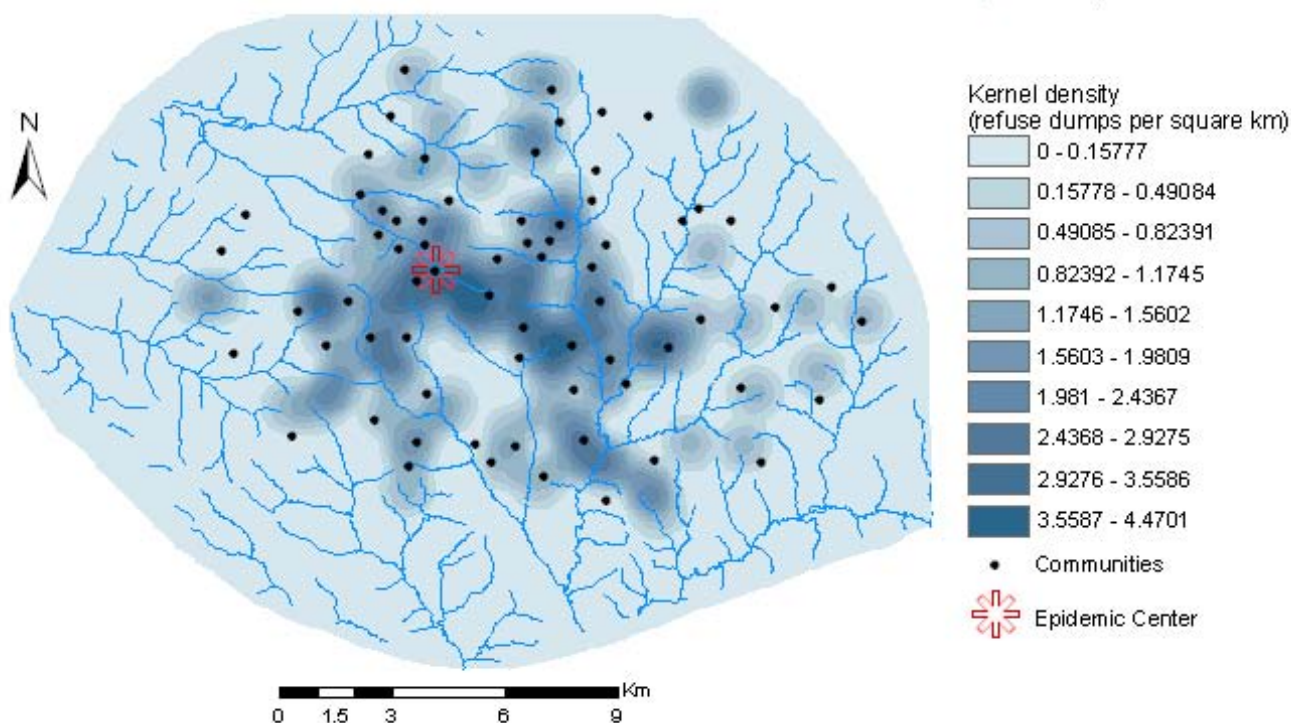 N
Kernel density
(refuse dumps per square km)
0 - 0.15777
0.15778 - 0.49084
0.49085 - 0.82391
0.82392 - 1.1745
1.1746 - 1.5602
1.5603 - 1.9809
1.981 - 2.4367
2.4368 - 2.9275
2.9276 - 3.5586
3.5587 - 4.4701
Communities
Epidemic Center
Km
0 1.5 3 6 9